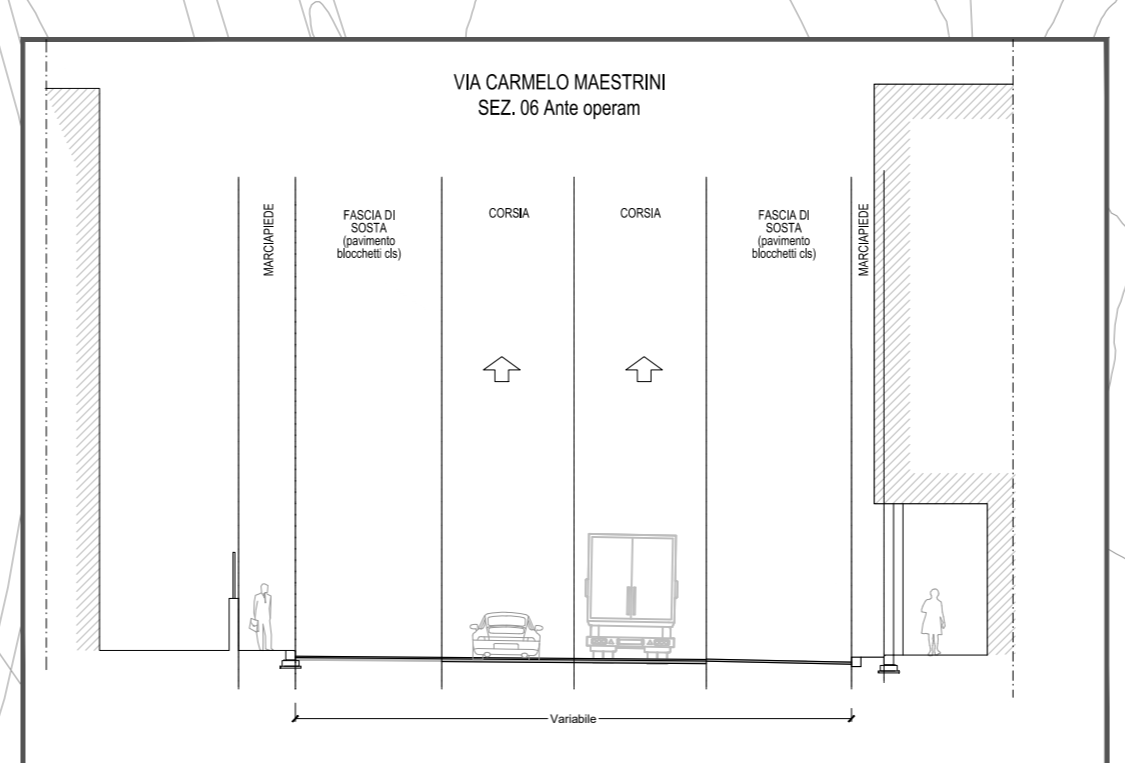 VIA CARMELO MAESTRINI
SEZ. 06 Ante operam
MARCIAPIEDE
FASCIA DI
SOSTA
(pavimento
blocchetti cls)
CORSIA
CORSIA
FASCIA DI
SOSTA
(pavimento
blocchetti cls)
MARCIAPIEDE
Variabile